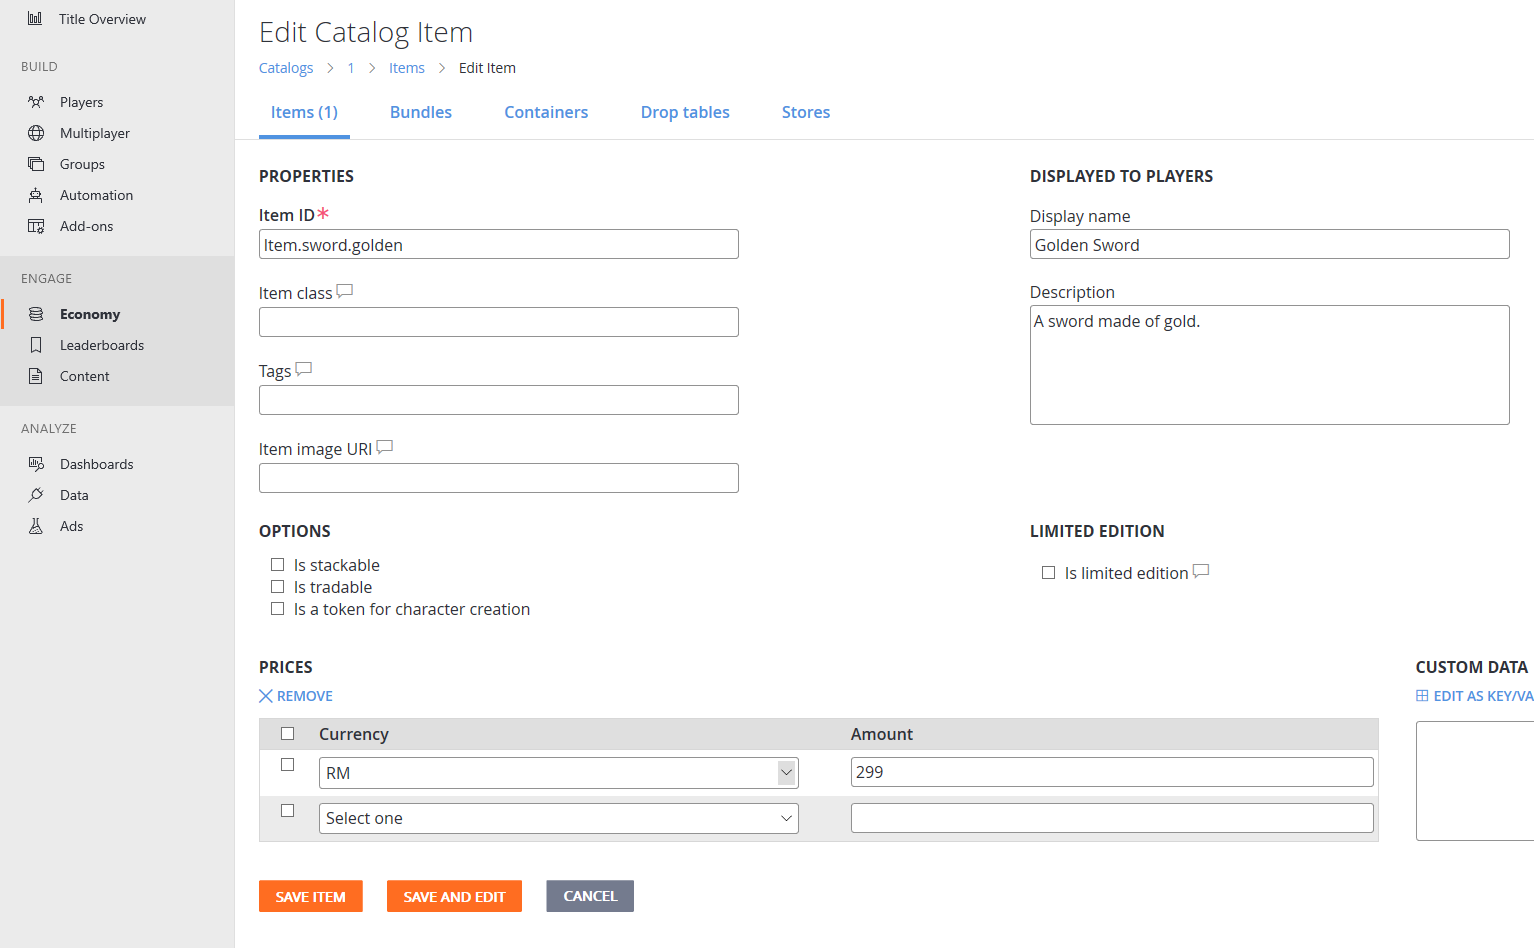 Title Overview
BUILD
Players
Multiplayer
Groups
Automation
Add-ons
ENGAGE
Economy
Leaderboards
Content
ANALYZE
Dashboards
Data
Ads
Edit Catalog Item
Catalogs > 1 > Items > Edit Item
Items (1) Bundles Containers Drop tables Stores
PROPERTIES
Item ID*
Item.sword.golden
Item class
Tags
Item image URI
DISPLAYED TO PLAYERS
Display name
Golden Sword
Description
A sword made of gold.
OPTIONS
Is stackable
Is tradable
Is a token for character creation
LIMITED EDITION
Is limited edition
PRICES
REMOVE
Currency Amount
RM 299
Select one
CUSTOM DATA
EDIT AS KEY/VA
SAVE ITEM SAVE AND EDIT CANCEL